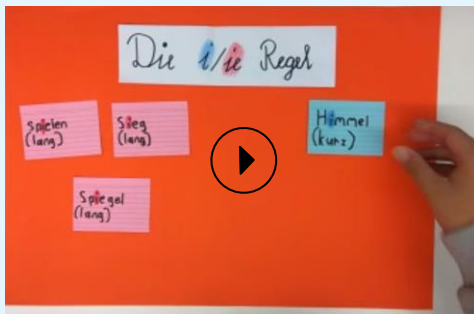 Die i/ie Regel
spielen
(lang)
Sieg
(lang)
Himmel
(kurz)
Spiegel
(lang)